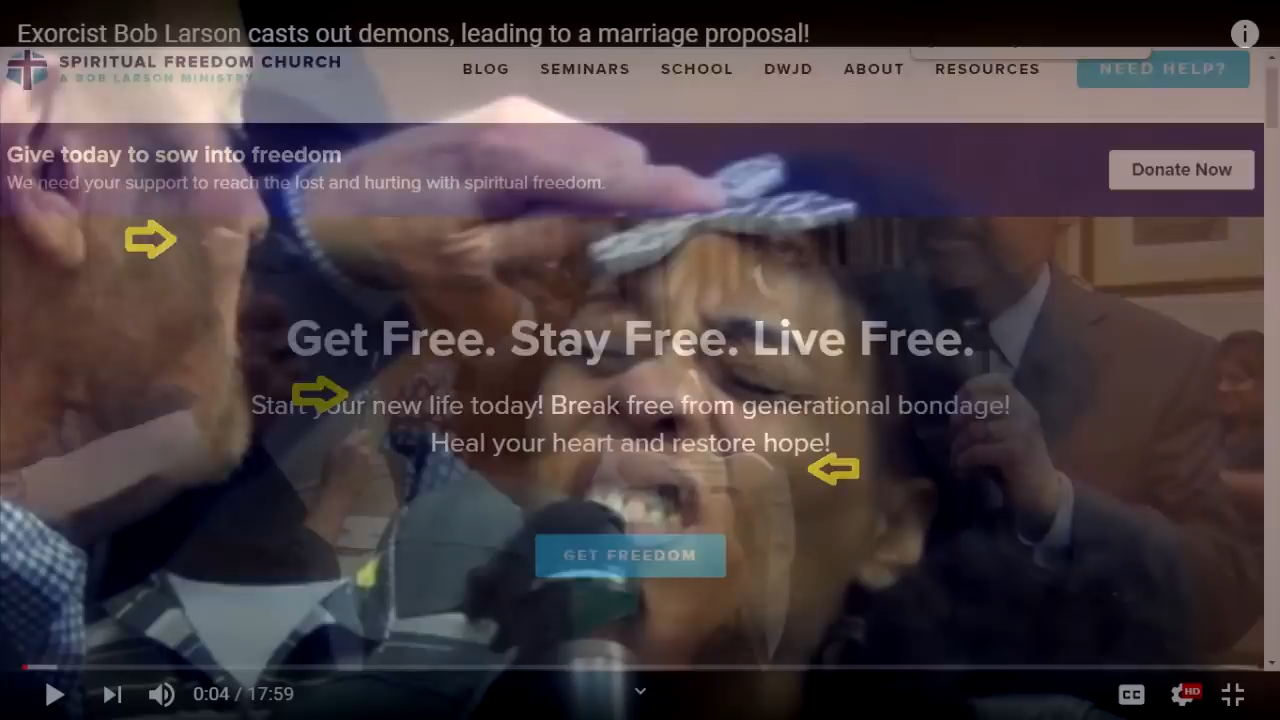 Exorcist Bob Larson casts out demons, leading to a marriage proposal!
SPIRITUAL FREEDOM CHURCH
A BOB LARSON MINISTRY
BLOG SEMINARS SCHOOL DWJD ABOUT RESOURCES NEED HELP?
Give today to sow into freedom
We need your support to reach the lost and hurting with spiritual freedom.
Donate Now
Get Free. Stay Free. Live Free.
Start your new life today! Break free from generational bondage!
Heal your heart and restore hope!
GET FREEDOM
0:04 / 17:59
CC
HD